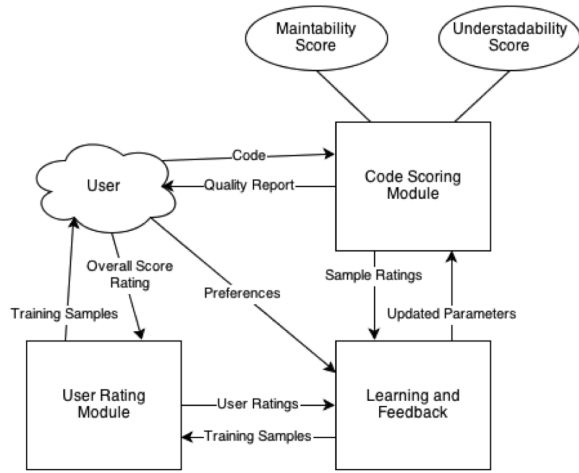 Maintability
Score
Understadability
Score
Code
User
Quality Report
Code Scoring
Module
Overall Score
Rating
Sample Ratings
Preferences
Training Samples
Updated Parameters
User Rating
Module
User Ratings
Learning and
Feedback
Training Samples